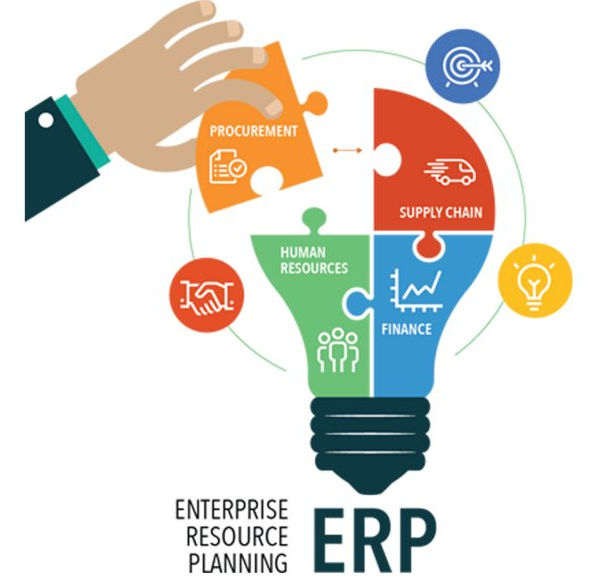 PROCUREMENT
SUPPLY CHAIN
HUMAN
RESOURCES
FINANCE
ENTERPRISE
RESOURCE
PLANNING
ERP